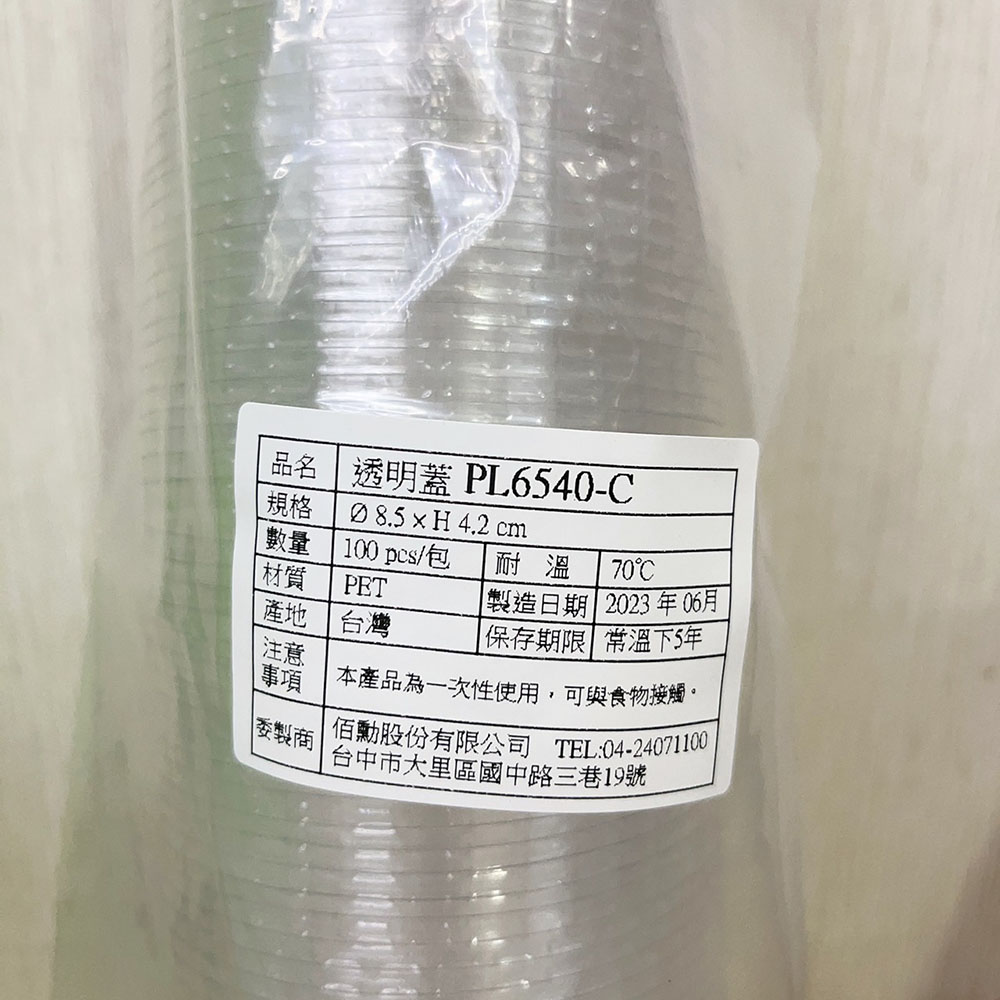 品名 透明蓋 PL6540-C
規格 Ø 8.5 × H 4.2 cm
數量 100 pcs/包 耐 溫 70℃
材質 PET 製造日期 2023 年 06月
產地 台灣 保存期限 常溫下5年
注意
事項 本產品為一次性使用，可與食物接觸。
委製商 佰勳股份有限公司 TEL:04-24071100
台中市大里區國中路三巷19號